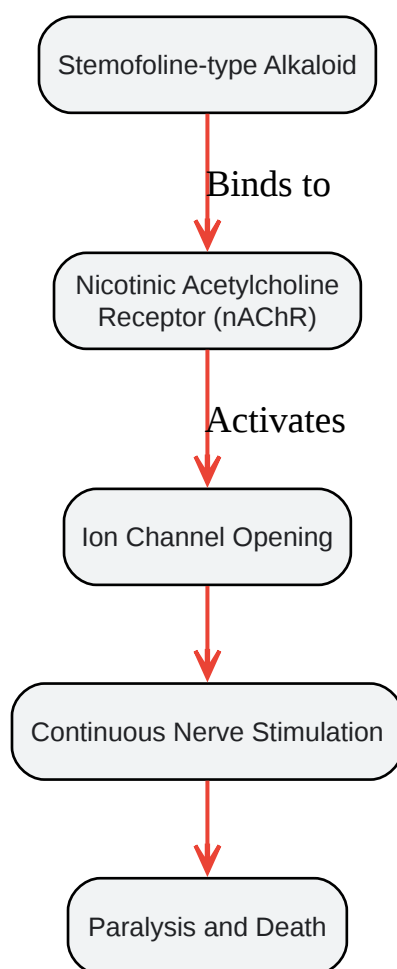 Stemofoline-type Alkaloid
Binds to
Nicotinic Acetylcholine
Receptor (nAChR)
Activates
Ion Channel Opening
Continuous Nerve Stimulation
Paralysis and Death